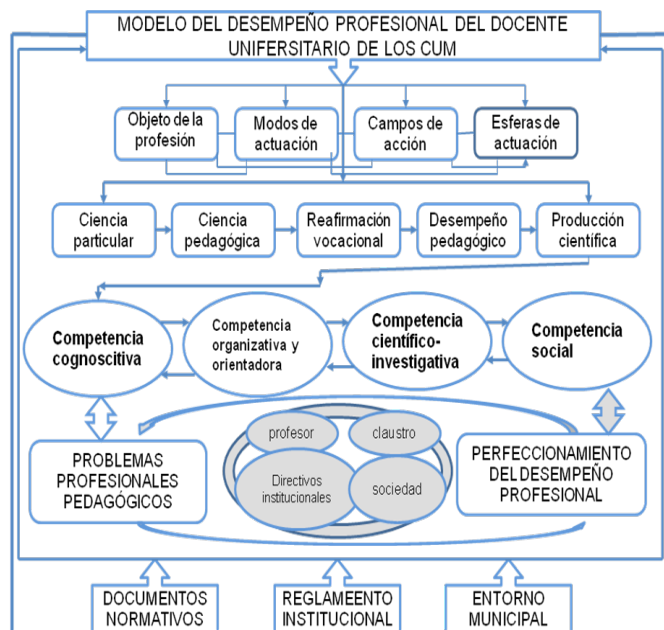 MODELO DEL DESEMPEÑO PROFESIONAL DEL DOCENTE
UNIFERSITARIO DE LOS CUM
Objeto de la
profesión
Modos de
actuación
Campos de
acción
Esferas de
actuación
Ciencia
particular
Ciencia
pedagógica
Reafirmación
vocacional
Desempeño
pedagógico
Producción
científica
Competencia
cognoscitiva
Competencia
organizativa y
orientadora
Competencia
científico-
investigativa
Competencia
social
PROBLEMAS
PROFESIONALES
PEDAGÓGICOS
profesor
claustro
Directivos
institucionales
sociedad
PERFECCIONAMIENTO
DEL DESEMPEÑO
PROFESIONAL
DOCUMENTOS
NORMATIVOS
REGLAMEENTO
INSTITUCIONAL
ENTORNO
MUNICIPAL